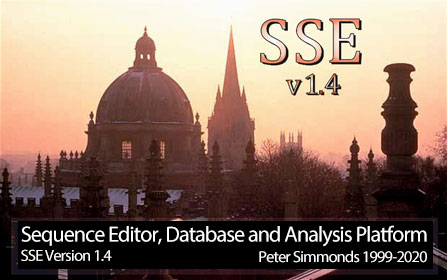 SSE
v1.4
Sequence Editor, Database and Analysis Platform
SSE Version 1.4 Peter Simmonds 1999-2020